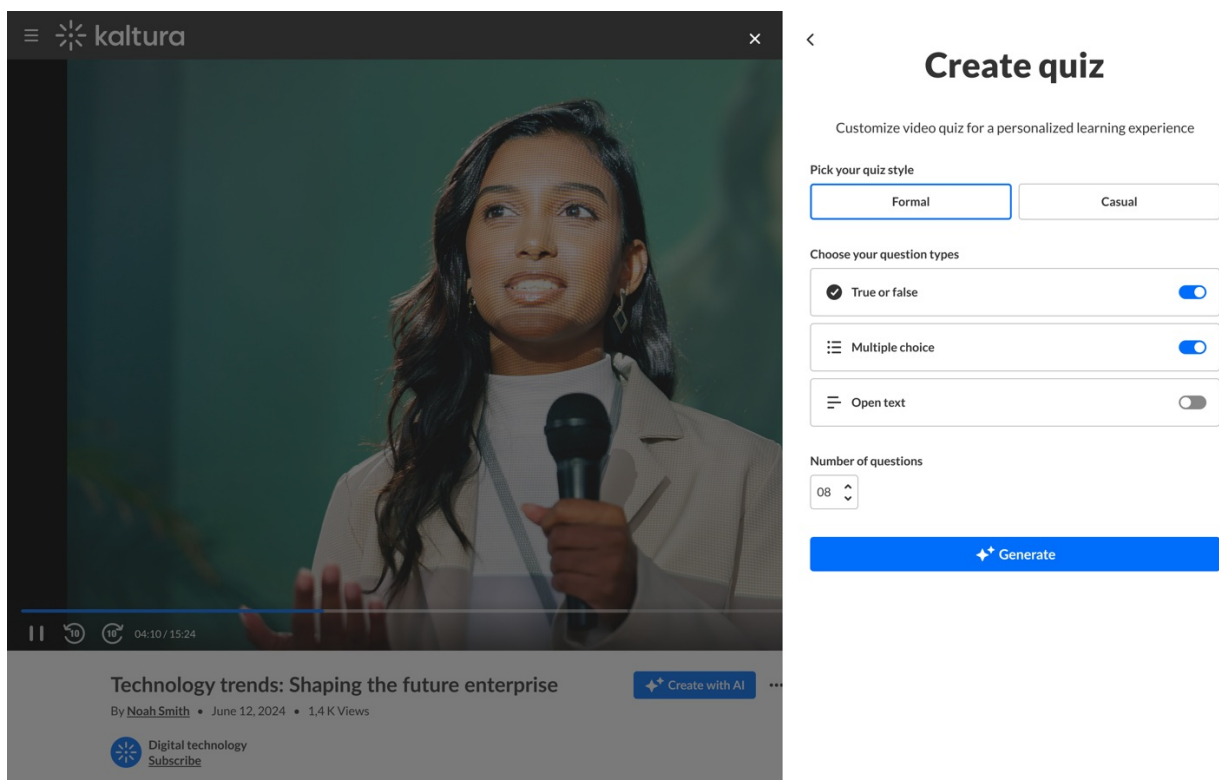 kaltura
10
10
04:10 / 15:24
Technology trends: Shaping the future enterprise
Create with AI
By Noah Smith • June 12, 2024 • 1,4 K Views
Digital technology
Subscribe
Create quiz
Customize video quiz for a personalized learning experience
Pick your quiz style
Formal
Casual
Choose your question types
True or false
Multiple choice
Open text
Number of questions
08
Generate